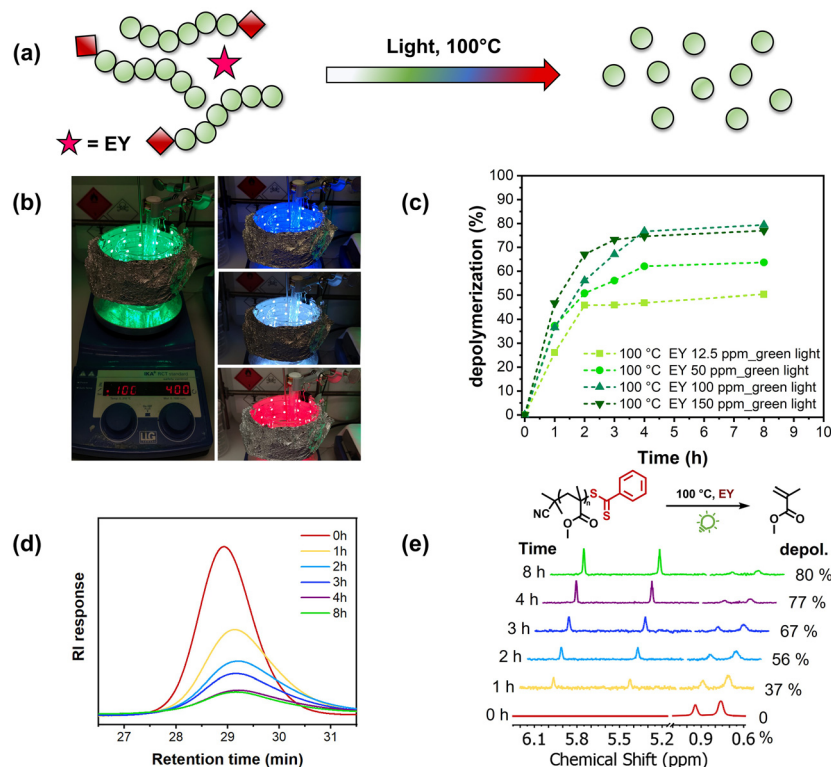 (a)
Light, 100°C
= EY
(b)
100 400
(c)
depolymerization (%)
100
90
80
70
60
50
40
30
20
10
0
100 °C EY 12.5 ppm_green light
100 °C EY 50 ppm_green light
100 °C EY 100 ppm_green light
100 °C EY 150 ppm_green light
0 1 2 3 4 5 6 7 8 9 10
Time (h)
(d)
RI response
0h
1h
2h
3h
4h
8h
27 28 29 30 31
Retention time (min)
(e)
NC
n
O
O
S
S
100 °C, EY
O
O
Time
depol.
8 h 80 %
4 h 77 %
3 h 67 %
2 h 56 %
1 h 37 %
0 h 0
%
6.1 5.8 5.5 5.2 0.9 0.6
Chemical Shift (ppm)